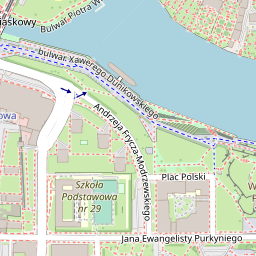 iaskowy
Bulwar Piotra W
bulwar Xawerego Dunikowskiego
Andrzeja Frycza-Modrzewskiego
owa
Szkoła
Podstawowa
nr 29
Plac Polski
W
Jana Ewangelisty Purkyniego